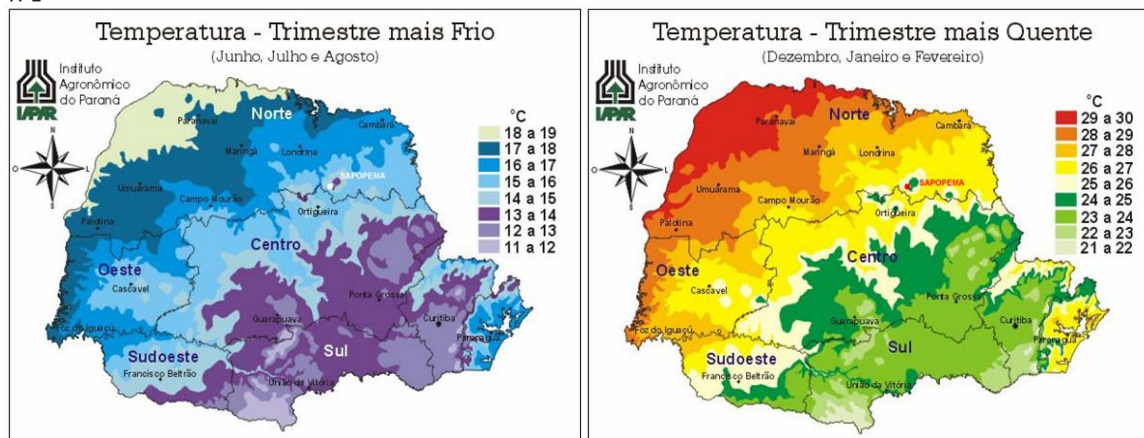 Temperatura - Trimestre mais Frio
(Junho, Julho e Agosto)
Instituto
Agronômico
do Paraná
IAPAR
N
O
L
S
°C
18 a 19
17 a 18
16 a 17
15 a 16
14 a 15
13 a 14
12 a 13
11 a 12
Norte
Paranavaí
Cambará
Maringá
Londrina
SAPOPEMA
Umuarama
Campo Mourão
Ortigueira
Palotina
Centro
Oeste
Cascavel
Ponta Grossa
Guarapuava
Curitiba
Foz do Iguaçú
Paranaguá
Sudoeste
Sul
Francisco Beltrão
União da Vitória
Temperatura - Trimestre mais Quente
(Dezembro, Janeiro e Fevereiro)
Instituto
Agronômico
do Paraná
IAPAR
N
O
L
S
°C
29 a 30
28 a 29
27 a 28
26 a 27
25 a 26
24 a 25
23 a 24
22 a 23
21 a 22
Norte
Paranavaí
Cambará
Maringá
Londrina
SAPOPEMA
Umuarama
Campo Mourão
Ortigueira
Palotina
Centro
Oeste
Cascavel
Ponta Grossa
Guarapuava
Curitiba
Foz do Iguaçú
Paranaguá
Sudoeste
Sul
Francisco Beltrão
União da Vitória